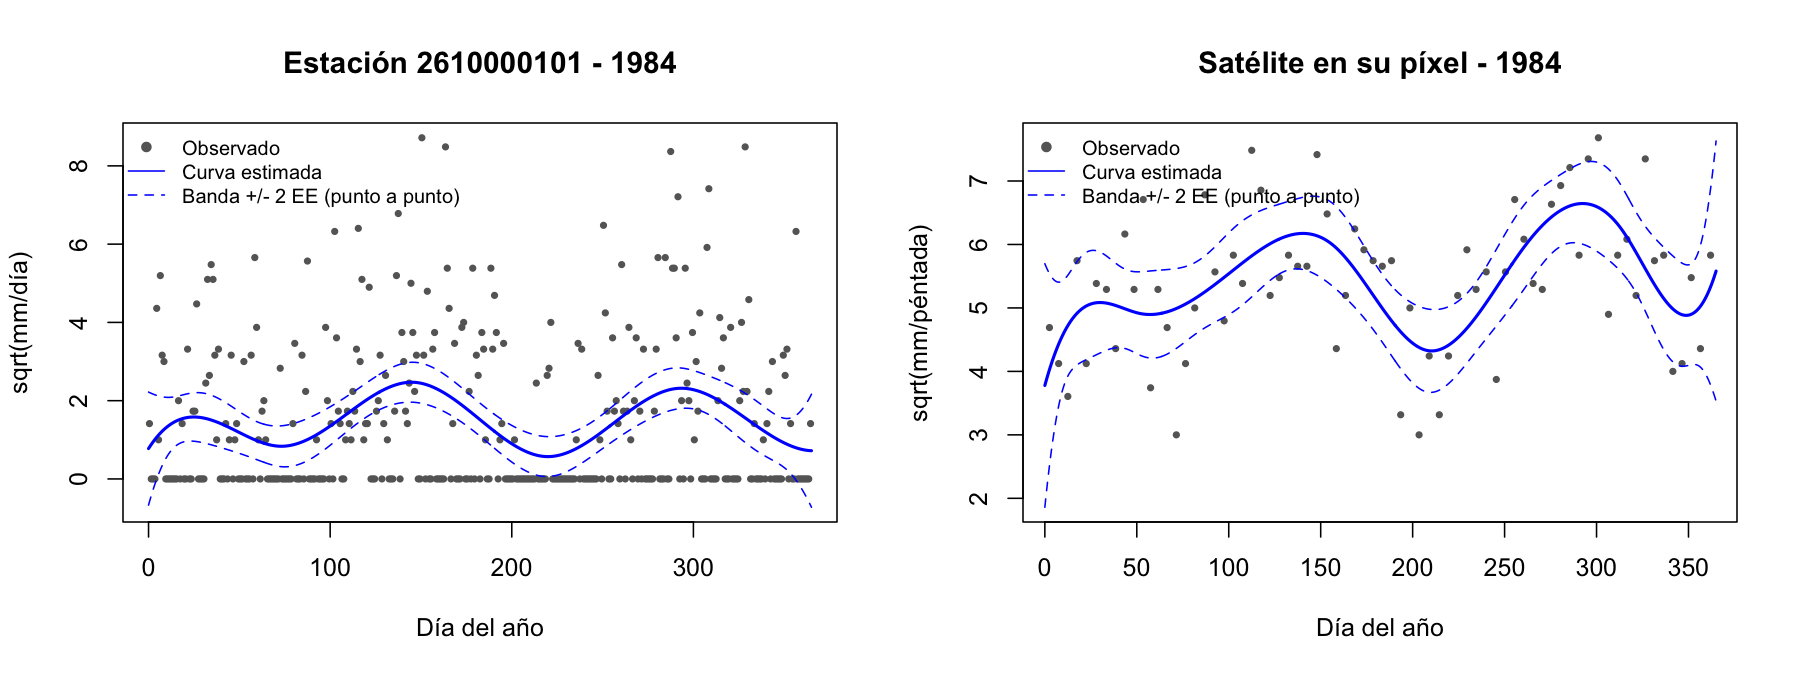 Estación 2610000101 - 1984
Observado
Curva estimada
Banda +/- 2 EE (punto a punto)
sqrt(mm/día)
8
6
4
2
0
0 100 200 300
Día del año
Satélite en su píxel - 1984
Observado
Curva estimada
Banda +/- 2 EE (punto a punto)
sqrt(mm/péntada)
7
6
5
4
3
2
0 50 100 150 200 250 300 350
Día del año